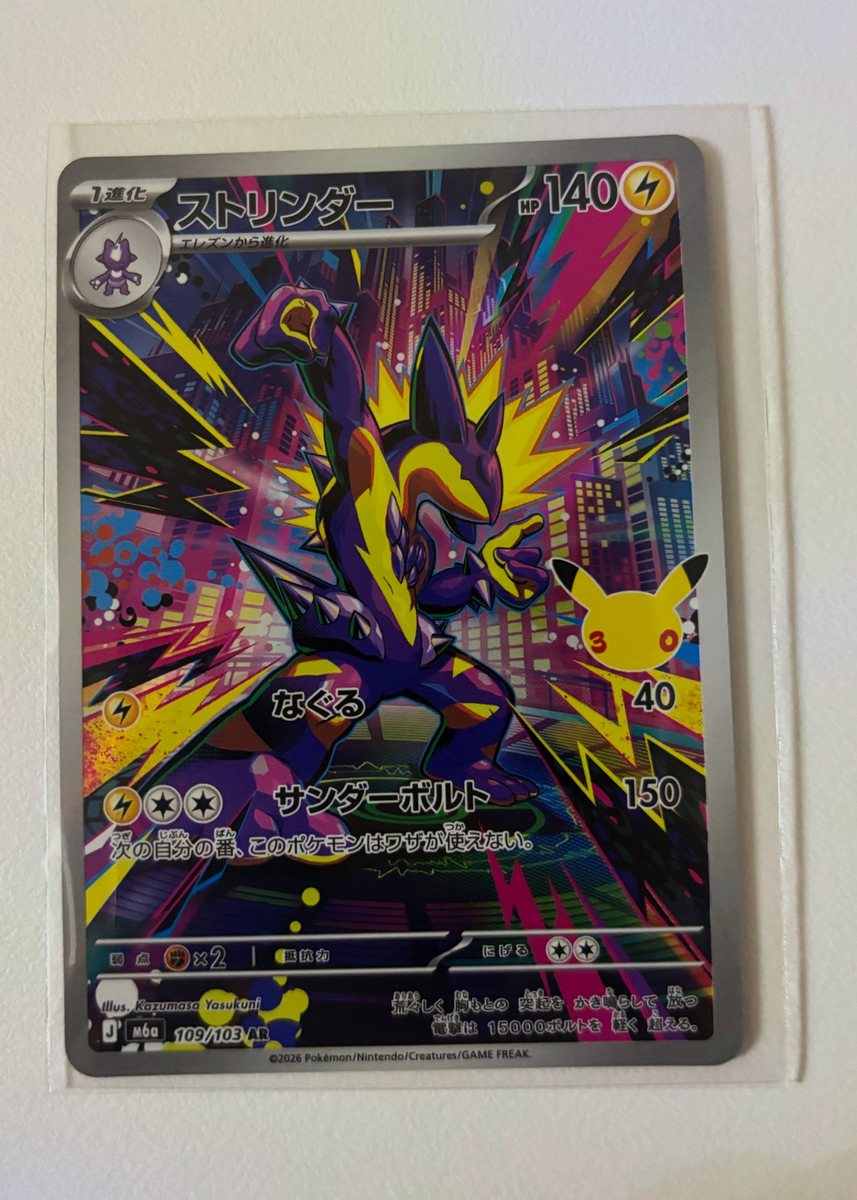 1進化
ストリンダー
HP 140
エレズンから進化
3 0
なぐる 40
サンダーボルト 150
次の自分の番、このポケモンはワザが使えない。
弱点 ×2 抵抗力 にげる
Illus. Kazumasa Yasukuni
荒々しく 胸もとの 突起を かき鳴らして 放つ
電撃は 15000ボルトを 軽く 超える。
J M6a 109/103 AR
©2026 Pokémon/Nintendo/Creatures/GAME FREAK.